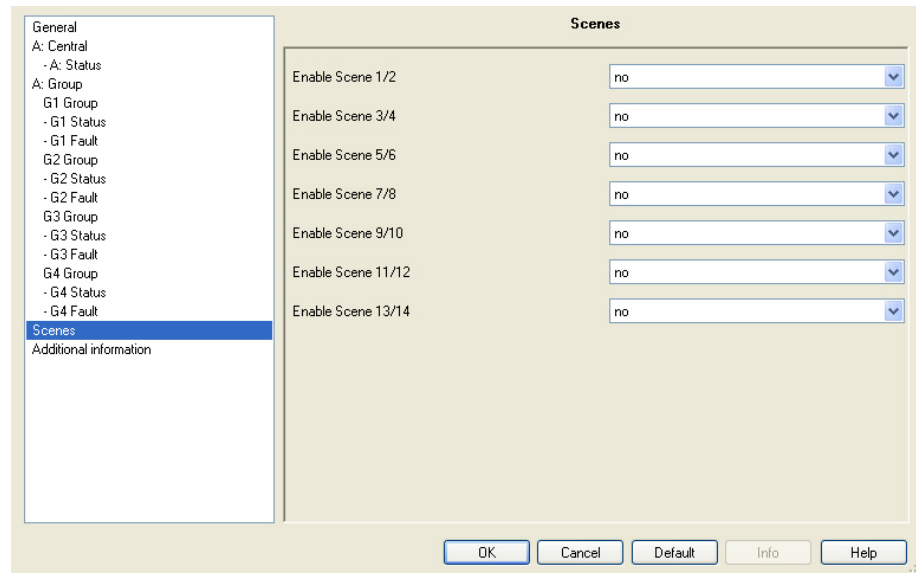 General
A: Central
- A: Status
A: Group
G1 Group
- G1 Status
- G1 Fault
G2 Group
- G2 Status
- G2 Fault
G3 Group
- G3 Status
- G3 Fault
G4 Group
- G4 Status
- G4 Fault
Scenes
Additional information
Scenes
Enable Scene 1/2 no
Enable Scene 3/4 no
Enable Scene 5/6 no
Enable Scene 7/8 no
Enable Scene 9/10 no
Enable Scene 11/12 no
Enable Scene 13/14 no
OK Cancel Default Info Help